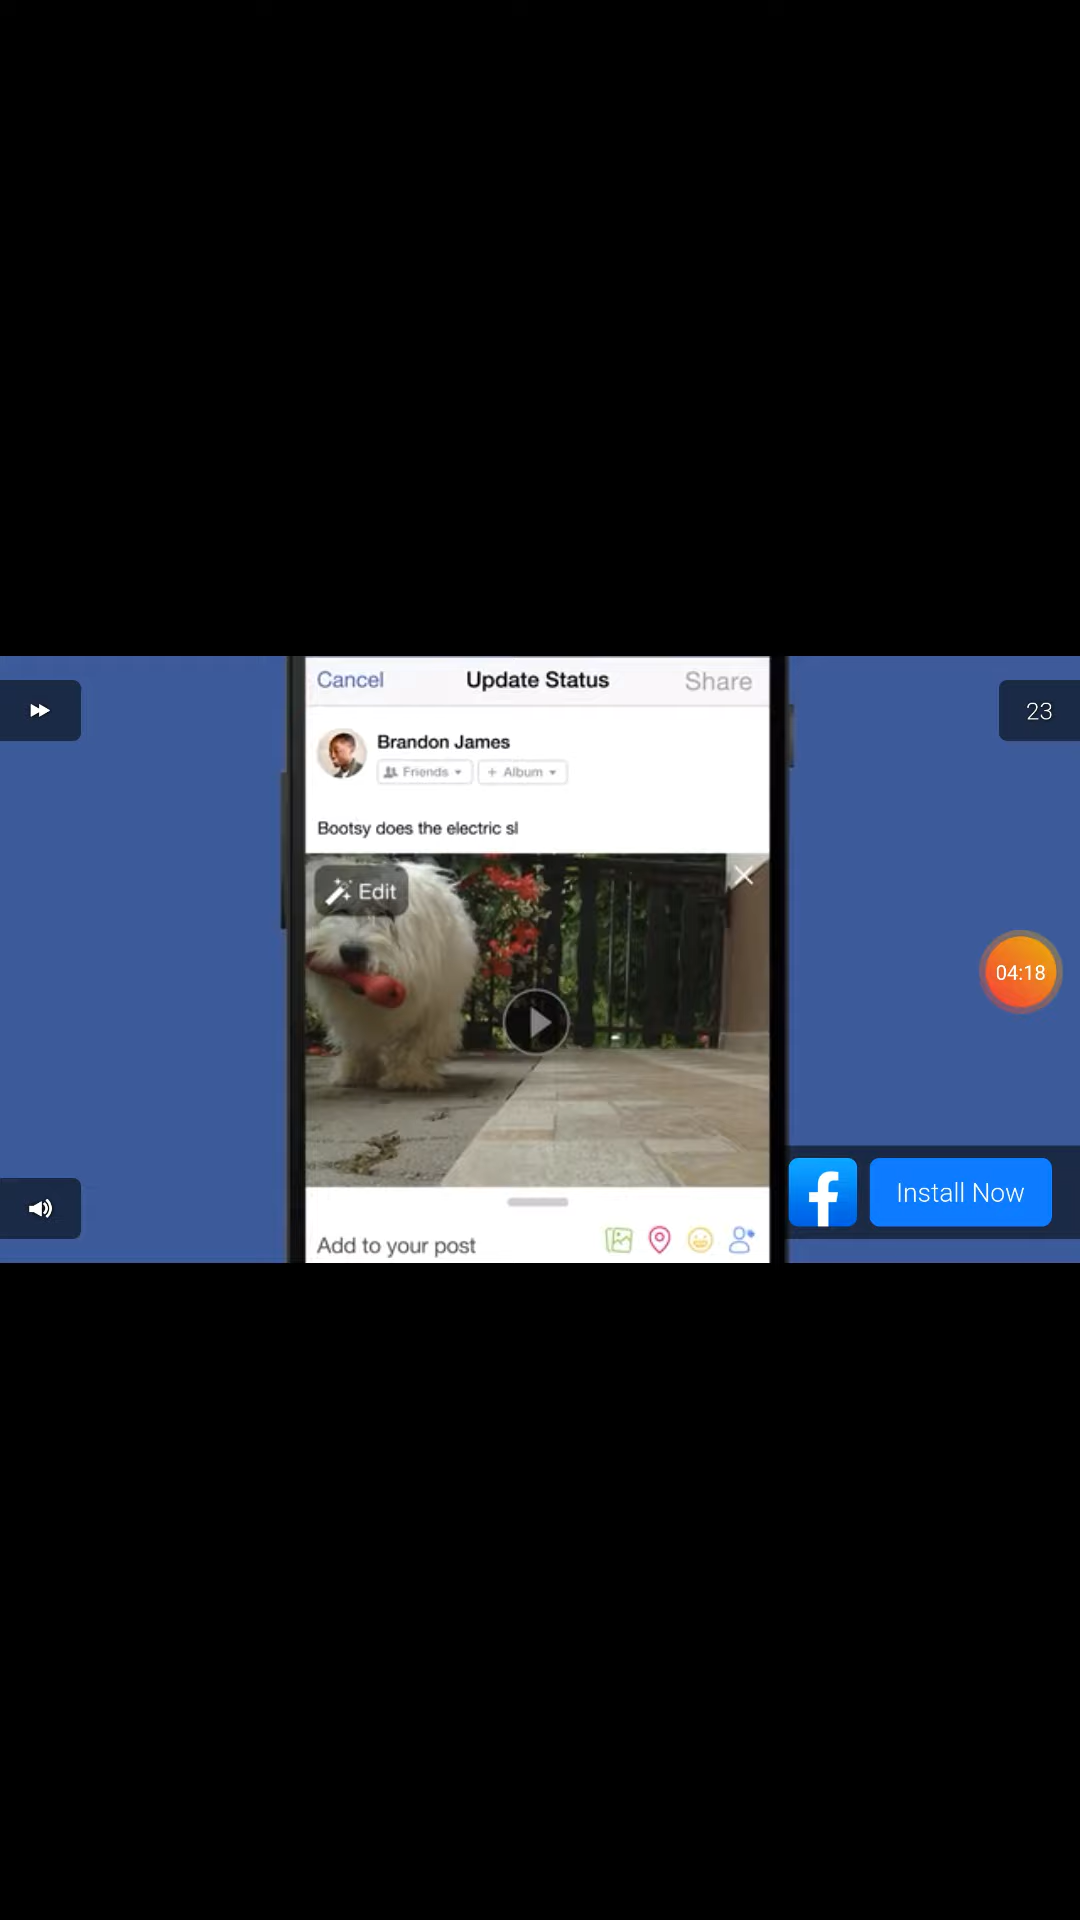 Cancel Update Status Share
23
Brandon James
Friends + Album
Bootsy does the electric sl
Edit
04:18
Install Now
Add to your post